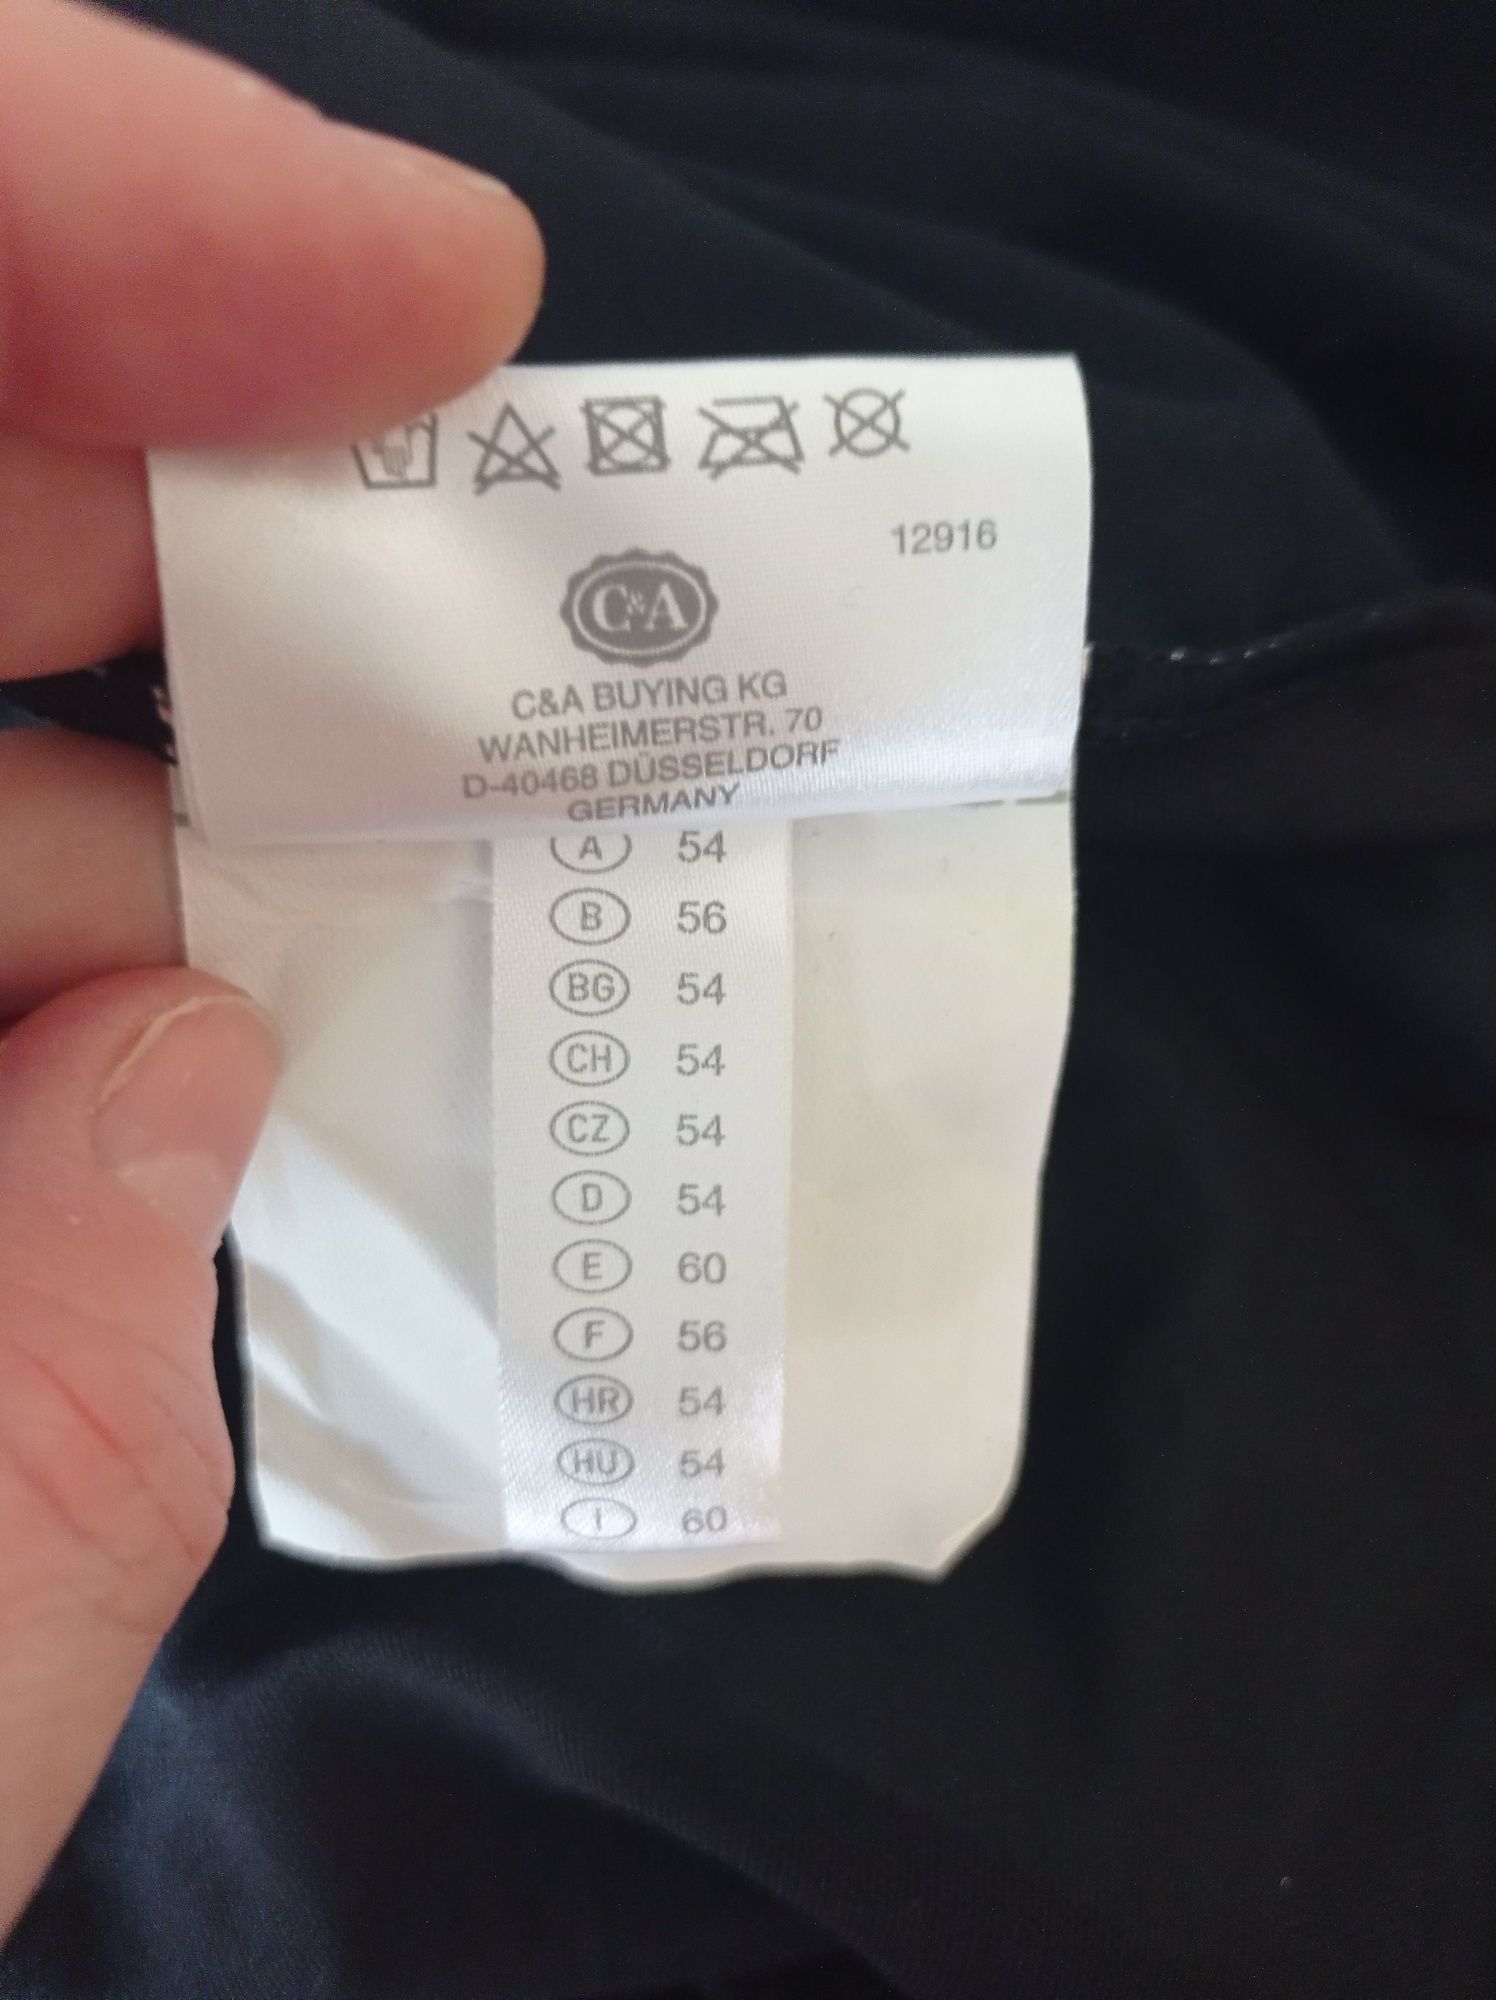 12916
C&A
C&A BUYING KG
WANHEIMERSTR. 70
D-40468 DÜSSELDORF
GERMANY
A 54
B 56
BG 54
CH 54
CZ 54
D 54
E 60
F 56
HR 54
HU 54
I 60